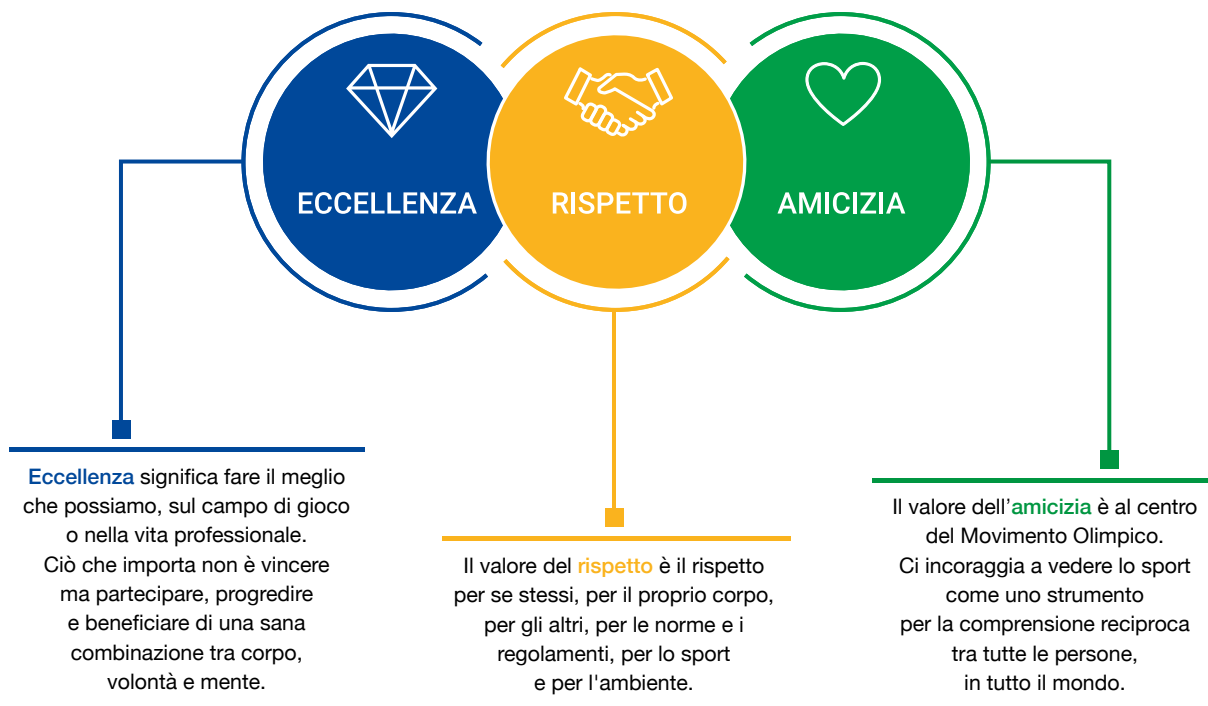 ECCELLENZA
RISPETTO
AMICIZIA
Eccellenza significa fare il meglio
che possiamo, sul campo di gioco
o nella vita professionale.
Ciò che importa non è vincere
ma partecipare, progredire
e beneficiare di una sana
combinazione tra corpo,
volontà e mente.
Il valore del rispetto è il rispetto
per se stessi, per il proprio corpo,
per gli altri, per le norme e i
regolamenti, per lo sport
e per l'ambiente.
Il valore dell’amicizia è al centro
del Movimento Olimpico.
Ci incoraggia a vedere lo sport
come uno strumento
per la comprensione reciproca
tra tutte le persone,
in tutto il mondo.